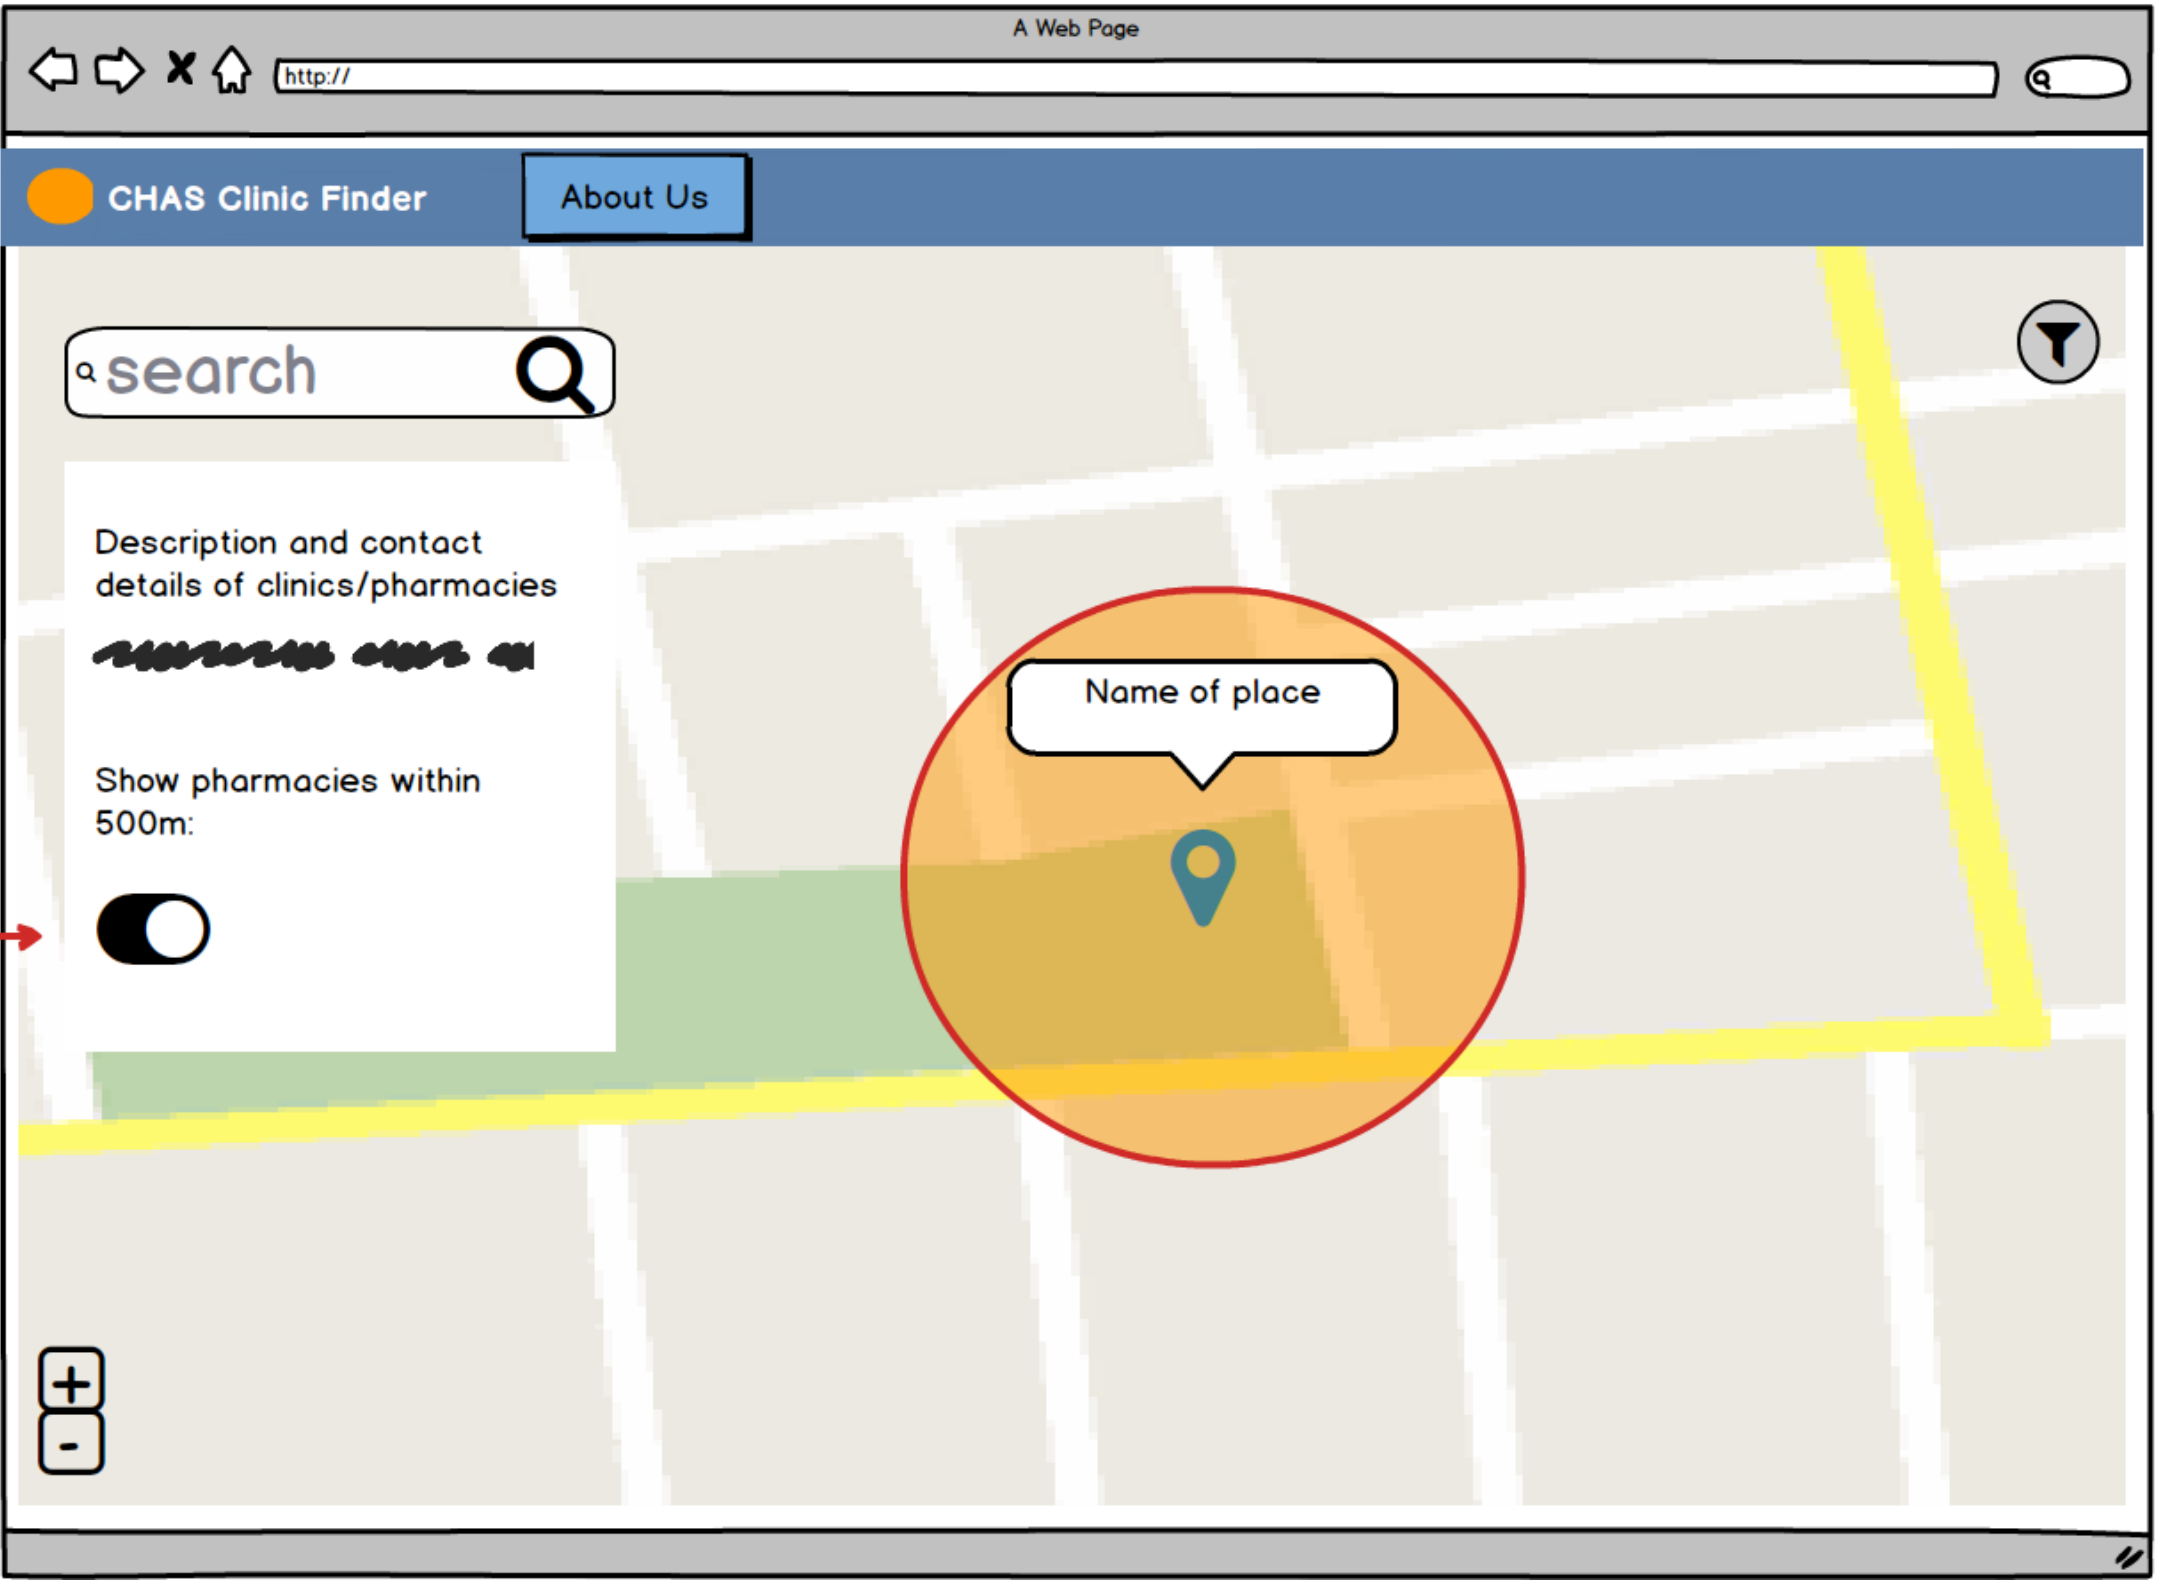 A Web Page
http://
CHAS Clinic Finder
About Us
search
Description and contact
details of clinics/pharmacies
Name of place
Show pharmacies within
500m:
+
-